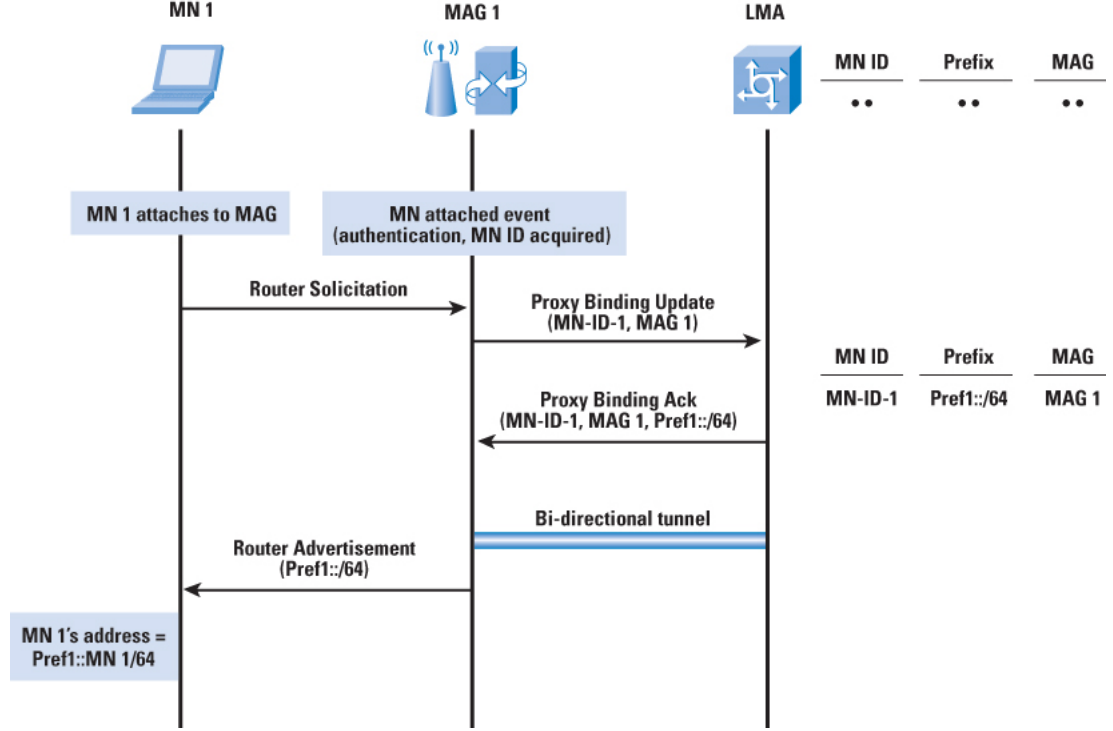 MN 1
MAG 1
LMA
MN ID
Prefix
MAG
••
••
••
MN 1 attaches to MAG
MN attached event
(authentication, MN ID acquired)
Router Solicitation
Proxy Binding Update
(MN-ID-1, MAG 1)
MN ID
Prefix
MAG
MN-ID-1
Pref1::/64
MAG 1
Proxy Binding Ack
(MN-ID-1, MAG 1, Pref1::/64)
Bi-directional tunnel
Router Advertisement
(Pref1::/64)
MN 1's address =
Pref1::MN 1/64